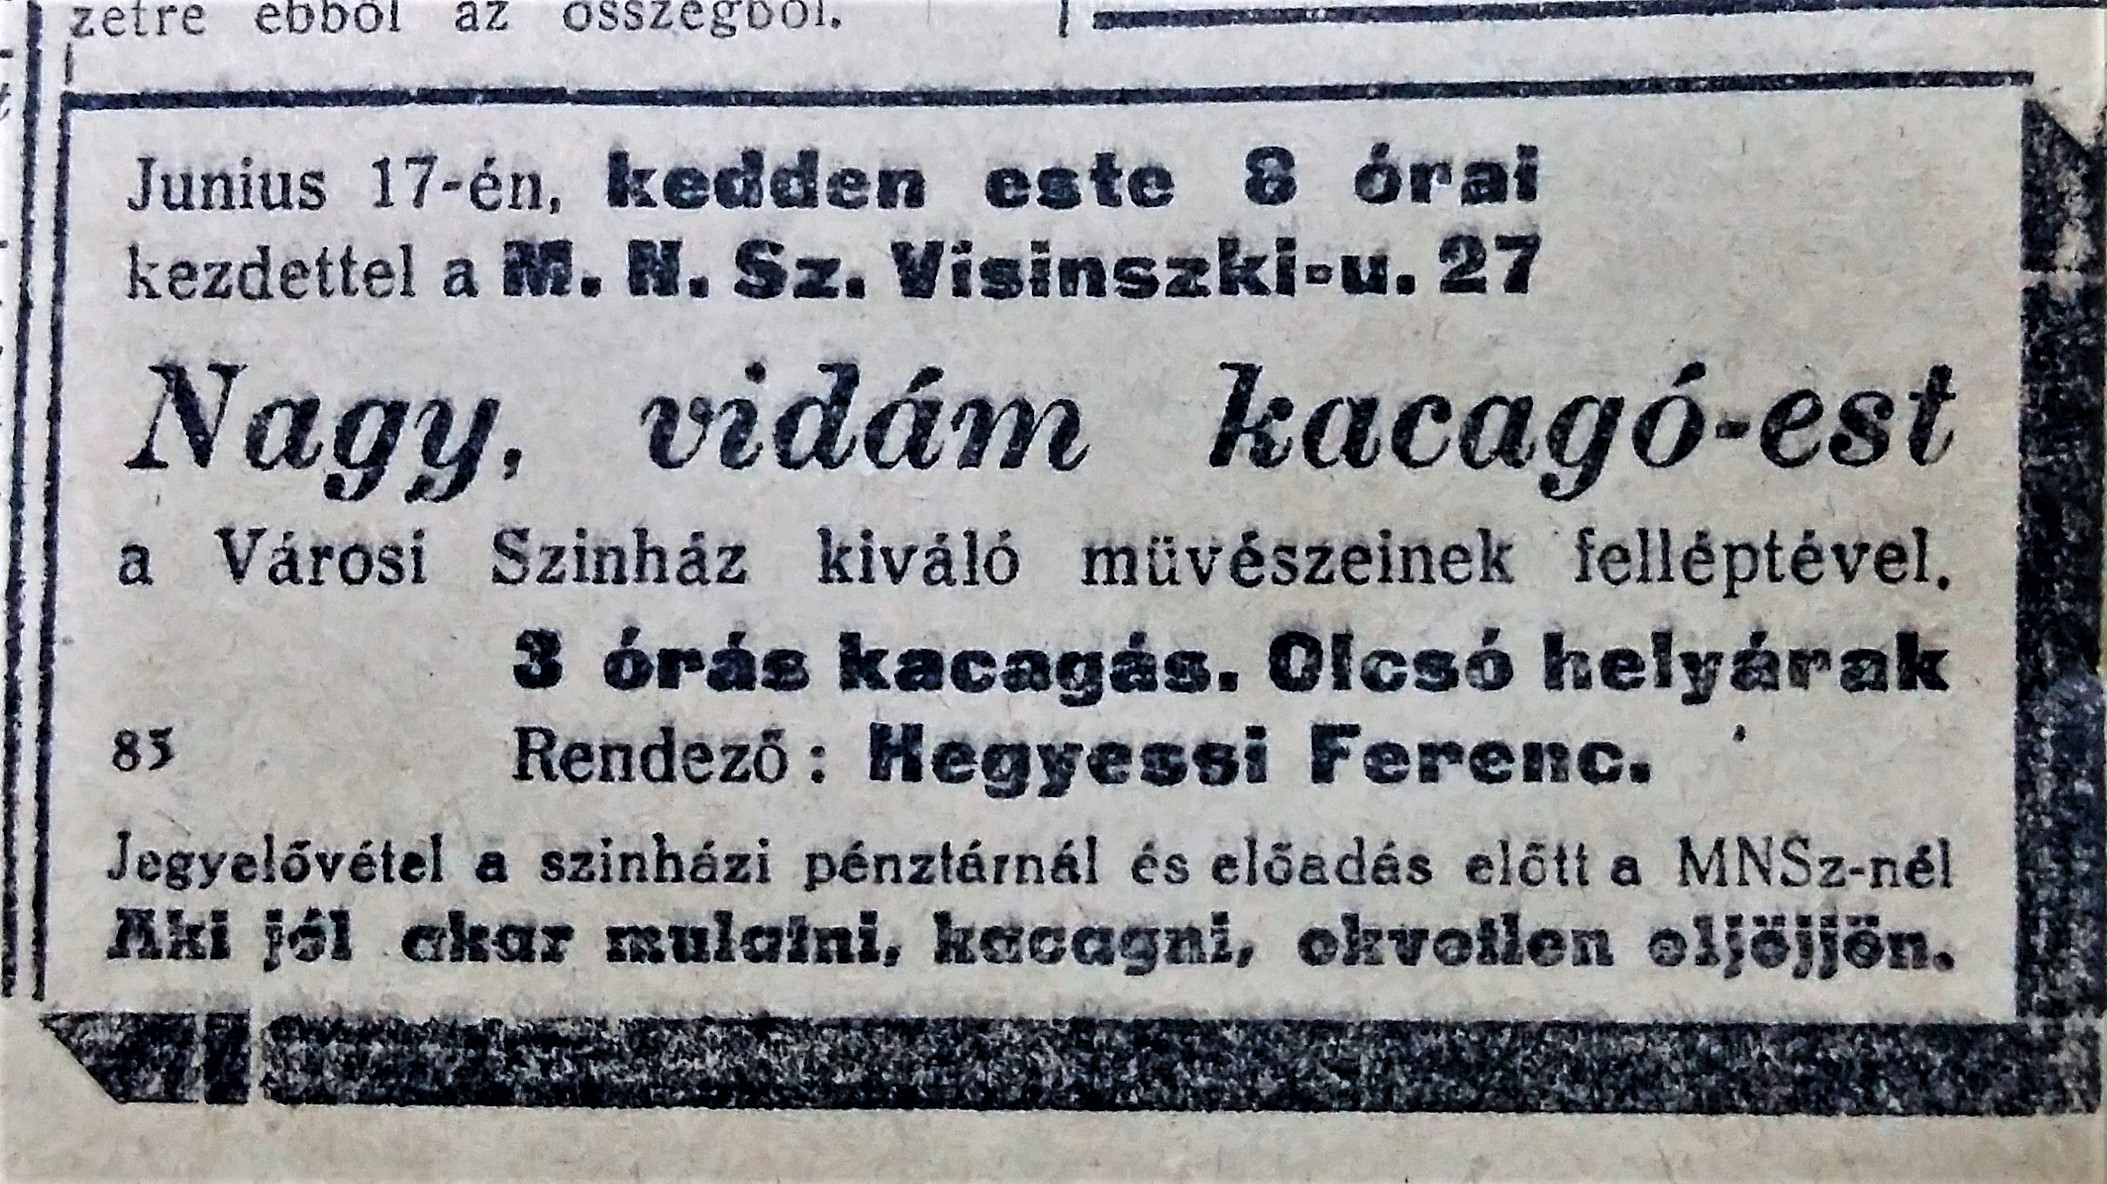 zetre ebből az összegből.
Junius 17-én, kedden este 8 órai
kezdettel a M. N. Sz. Visinszki-u. 27
Nagy, vidám kacagó-est
a Városi Szinház kiváló müvészeinek felléptével.
3 órás kacagás. Olcsó helyárak
85 Rendező: Hegyessi Ferenc.
Jegyelővétel a szinházi pénztárnál és előadás előtt a MNSz-nél
Aki jól akar mulatni, kacagni, okvetlen eljöjjön.